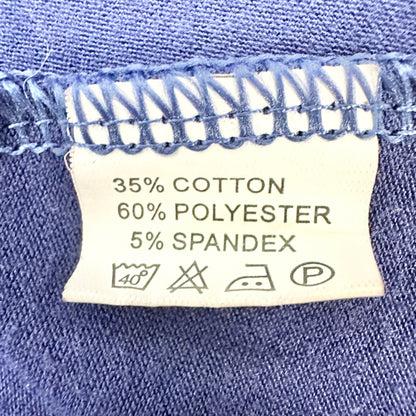 35% COTTON
60% POLYESTER
5% SPANDEX
40° P